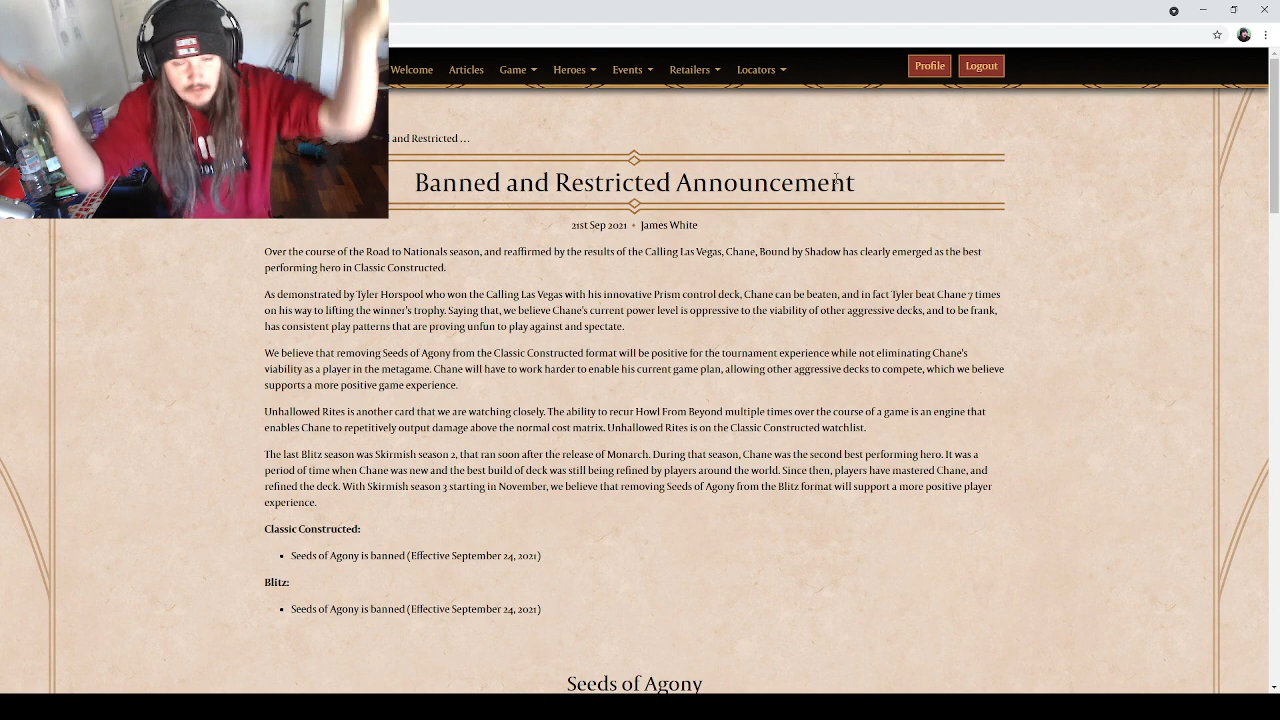 Welcome Articles Game Heroes Events Retailers Locators Profile Logout
and Restricted ...
Banned and Restricted Announcement
21st Sep 2021 • James White
Over the course of the Road to Nationals season, and reaffirmed by the results of the Calling Las Vegas, Chane, Bound by Shadow has clearly emerged as the best
performing hero in Classic Constructed.
As demonstrated by Tyler Horspool who won the Calling Las Vegas with his innovative Prism control deck, Chane can be beaten, and in fact Tyler beat Chane 7 times
on his way to lifting the winner's trophy. Saying that, we believe Chane's current power level is oppressive to the viability of other aggressive decks, and to be frank,
has consistent play patterns that are proving unfun to play against and spectate.
We believe that removing Seeds of Agony from the Classic Constructed format will be positive for the tournament experience while not eliminating Chane's
viability as a player in the metagame. Chane will have to work harder to enable his current game plan, allowing other aggressive decks to compete, which we believe
supports a more positive game experience.
Unhallowed Rites is another card that we are watching closely. The ability to recur Howl From Beyond multiple times over the course of a game is an engine that
enables Chane to repetitively output damage above the normal cost matrix. Unhallowed Rites is on the Classic Constructed watchlist.
The last Blitz season was Skirmish season 2, that ran soon after the release of Monarch. During that season, Chane was the second best performing hero. It was a
period of time when Chane was new and the best build of deck was still being refined by players around the world. Since then, players have mastered Chane, and
refined the deck. With Skirmish season 3 starting in November, we believe that removing Seeds of Agony from the Blitz format will support a more positive player
experience.
Classic Constructed:
▪ Seeds of Agony is banned (Effective September 24, 2021)
Blitz:
▪ Seeds of Agony is banned (Effective September 24, 2021)
Seeds of Agony